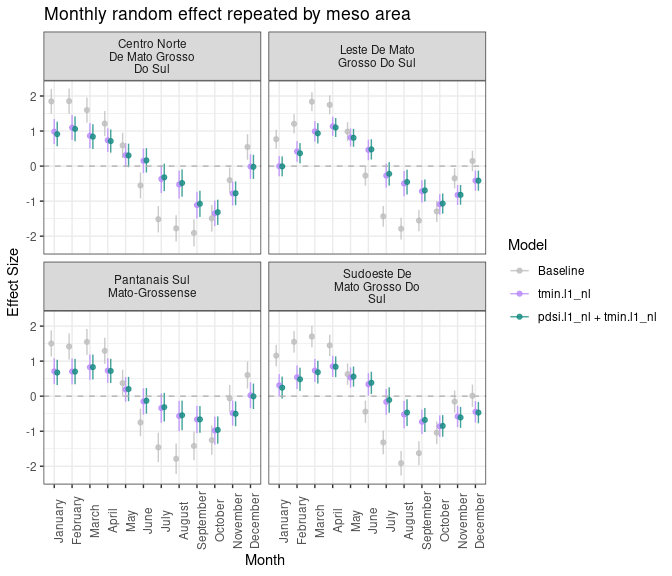 Monthly random effect repeated by meso area
Centro Norte
De Mato Grosso
Do Sul
Leste De Mato
Grosso Do Sul
2
1
0
-1
-2
Pantanais Sul
Mato-Grossense
Sudoeste De
Mato Grosso Do
Sul
2
1
0
-1
-2
Effect Size
January
February
March
April
May
June
July
August
September
October
November
December
January
February
March
April
May
June
July
August
September
October
November
December
Month
Model
Baseline
tmin.l1_nl
pdsi.l1_nl + tmin.l1_nl